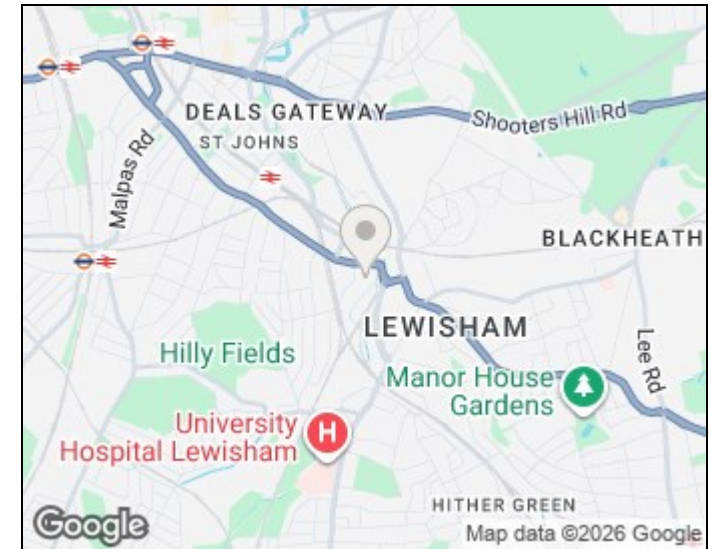 DEALS GATEWAY
Shooters Hill Rd
ST JOHNS
Malpas Rd
BLACKHEATH
LEWISHAM
Hilly Fields
Lee Rd
Manor House
Gardens
University
Hospital Lewisham
H
HITHER GREEN
Google
Map data ©2026 Google